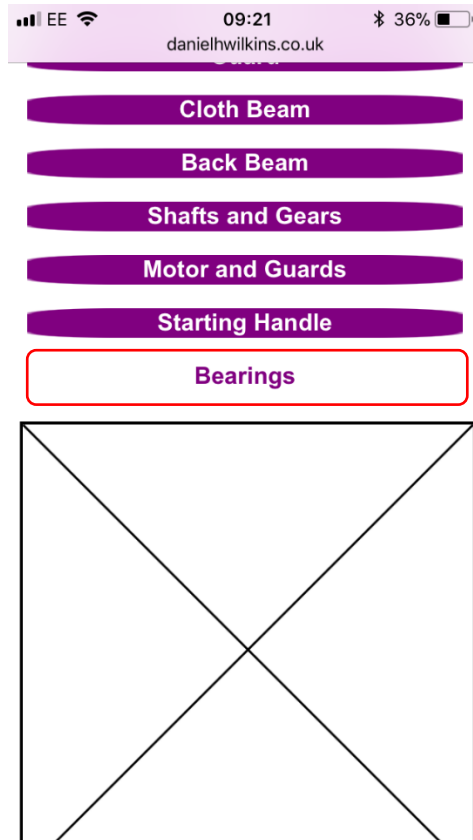 EE 09:21 36%
danielhwilkins.co.uk
Cloth Beam
Back Beam
Shafts and Gears
Motor and Guards
Starting Handle
Bearings